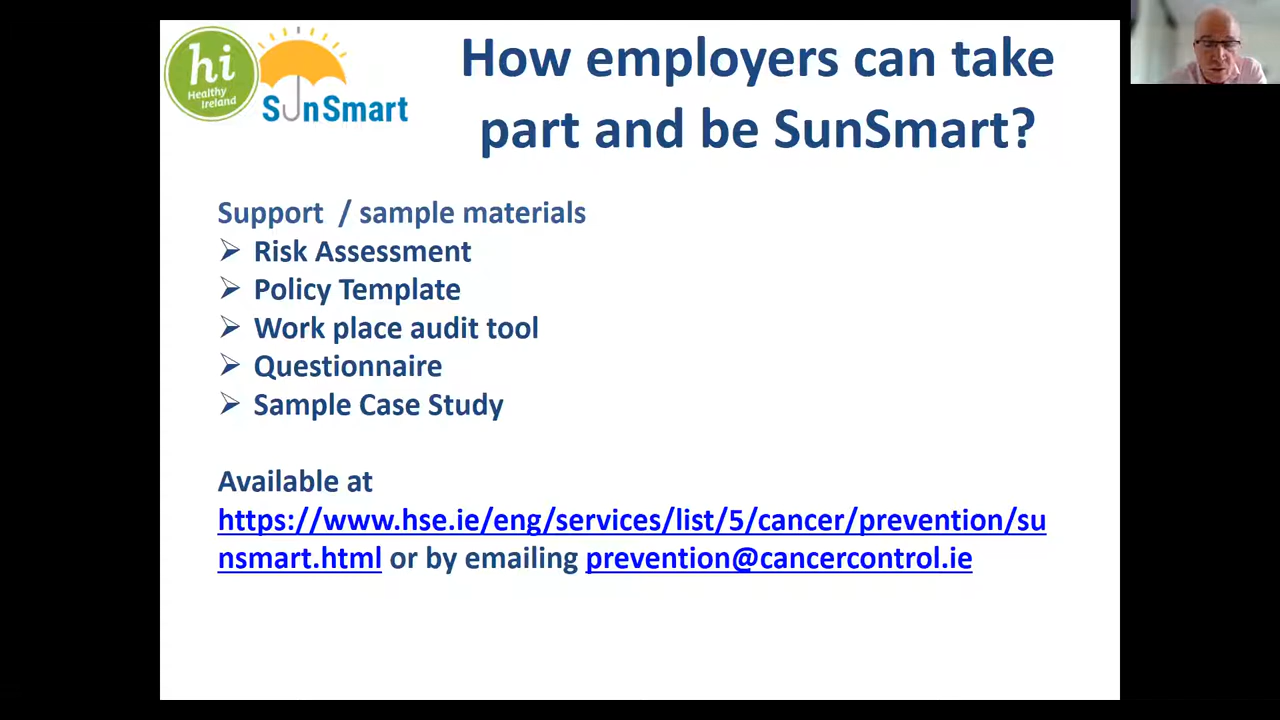 hi
Healthy
Ireland
SunSmart
How employers can take
part and be SunSmart?
Support / sample materials
Risk Assessment
Policy Template
Work place audit tool
Questionnaire
Sample Case Study
Available at
https://www.hse.ie/eng/services/list/5/cancer/prevention/su
nsmart.html or by emailing prevention@cancercontrol.ie